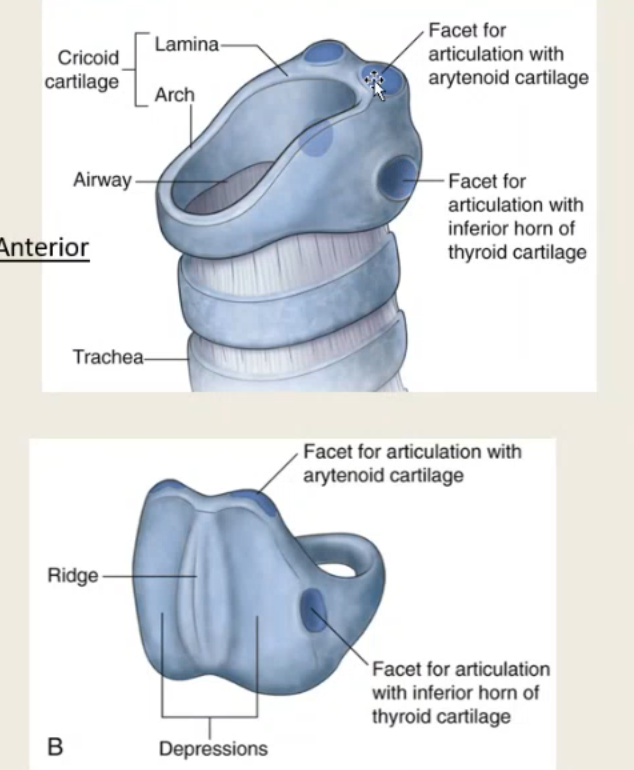 Lamina
Cricoid
cartilage
Arch
Facet for
articulation with
arytenoid cartilage
Airway
Facet for
articulation with
inferior horn of
thyroid cartilage
Anterior
Trachea
Facet for articulation with
arytenoid cartilage
Ridge
Facet for articulation
with inferior horn of
thyroid cartilage
B
Depressions